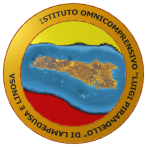 ISTITUTO OMNICOMPRENSIVO "LUIGI PIRANDELLO" DI LAMPEDUSA E LINOSA